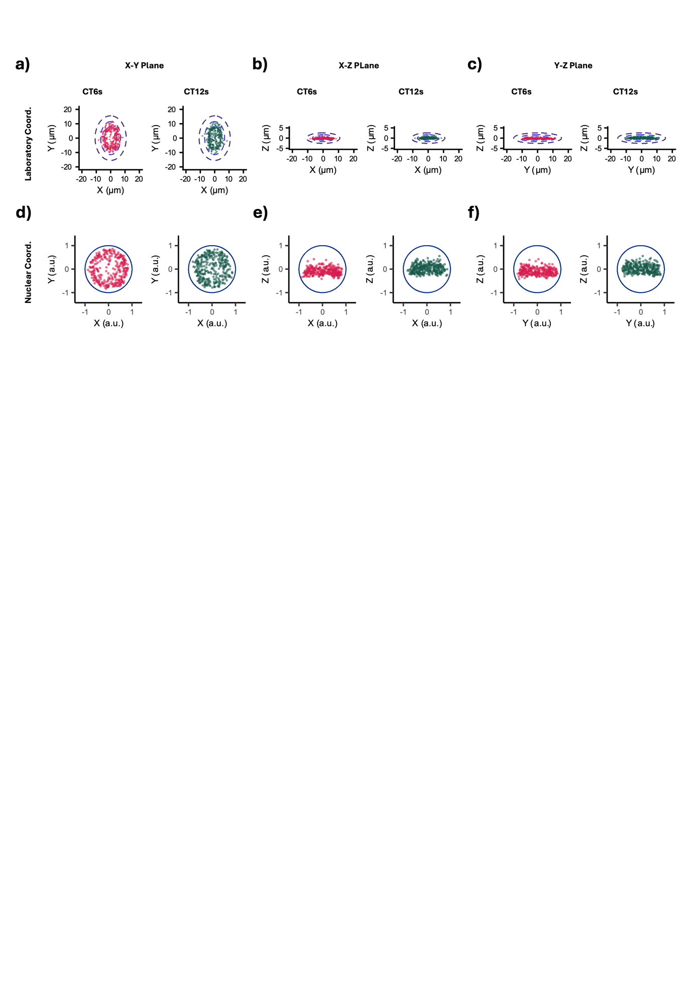 a) X-Y Plane b) X-Z PLane c) Y-Z Plane
CT6s CT12s CT6s CT12s CT6s CT12s
Laboratory Coord.
Y (µm) 20 10 0 -10 -20
-20 -10 0 10 20
X (µm)
Y (µm) 20 10 0 -10 -20
-20 -10 0 10 20
X (µm)
Z (µm) 5 0 -5
-20 -10 0 10 20
X (µm)
Z (µm) 5 0 -5
-20 -10 0 10 20
X (µm)
Z (µm) 5 0 -5
-20 -10 0 10 20
Y (µm)
Z (µm) 5 0 -5
-20 -10 0 10 20
Y (µm)
d) e) f)
Nuclear Coord.
Y (a.u.) 1 0 -1
-1 0 1
X (a.u.)
Y (a.u.) 1 0 -1
-1 0 1
X (a.u.)
Z (a.u.) 1 0 -1
-1 0 1
X (a.u.)
Z (a.u.) 1 0 -1
-1 0 1
X (a.u.)
Z (a.u.) 1 0 -1
-1 0 1
Y (a.u.)
Z (a.u.) 1 0 -1
-1 0 1
Y (a.u.)